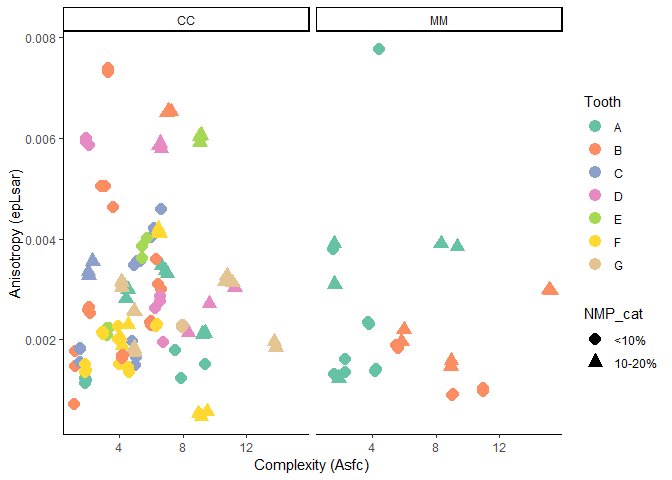 CC MM
0.008
0.006
0.004
0.002
Anisotropy (epLsar)
4 8 12 4 8 12
Complexity (Asfc)
Tooth
A
B
C
D
E
F
G
NMP_cat
<10%
10-20%